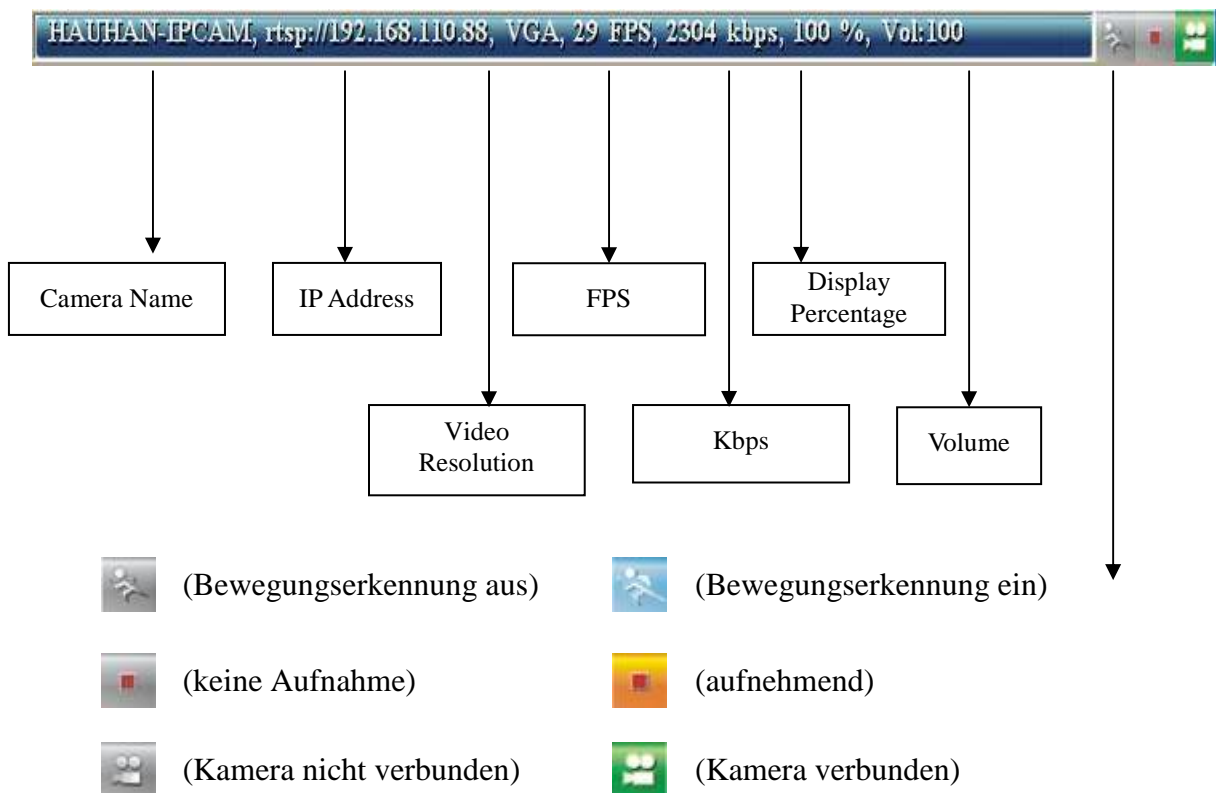 HAUHAN-IPCAM, rtsp://192.168.110.88, VGA, 29 FPS, 2304 kbps, 100 %, Vol:100
Camera Name
IP Address
FPS
Display
Percentage
Video
Resolution
Kbps
Volume
(Bewegungserkennung aus)
(Bewegungserkennung ein)
(keine Aufnahme)
(aufnehmend)
(Kamera nicht verbunden)
(Kamera verbunden)